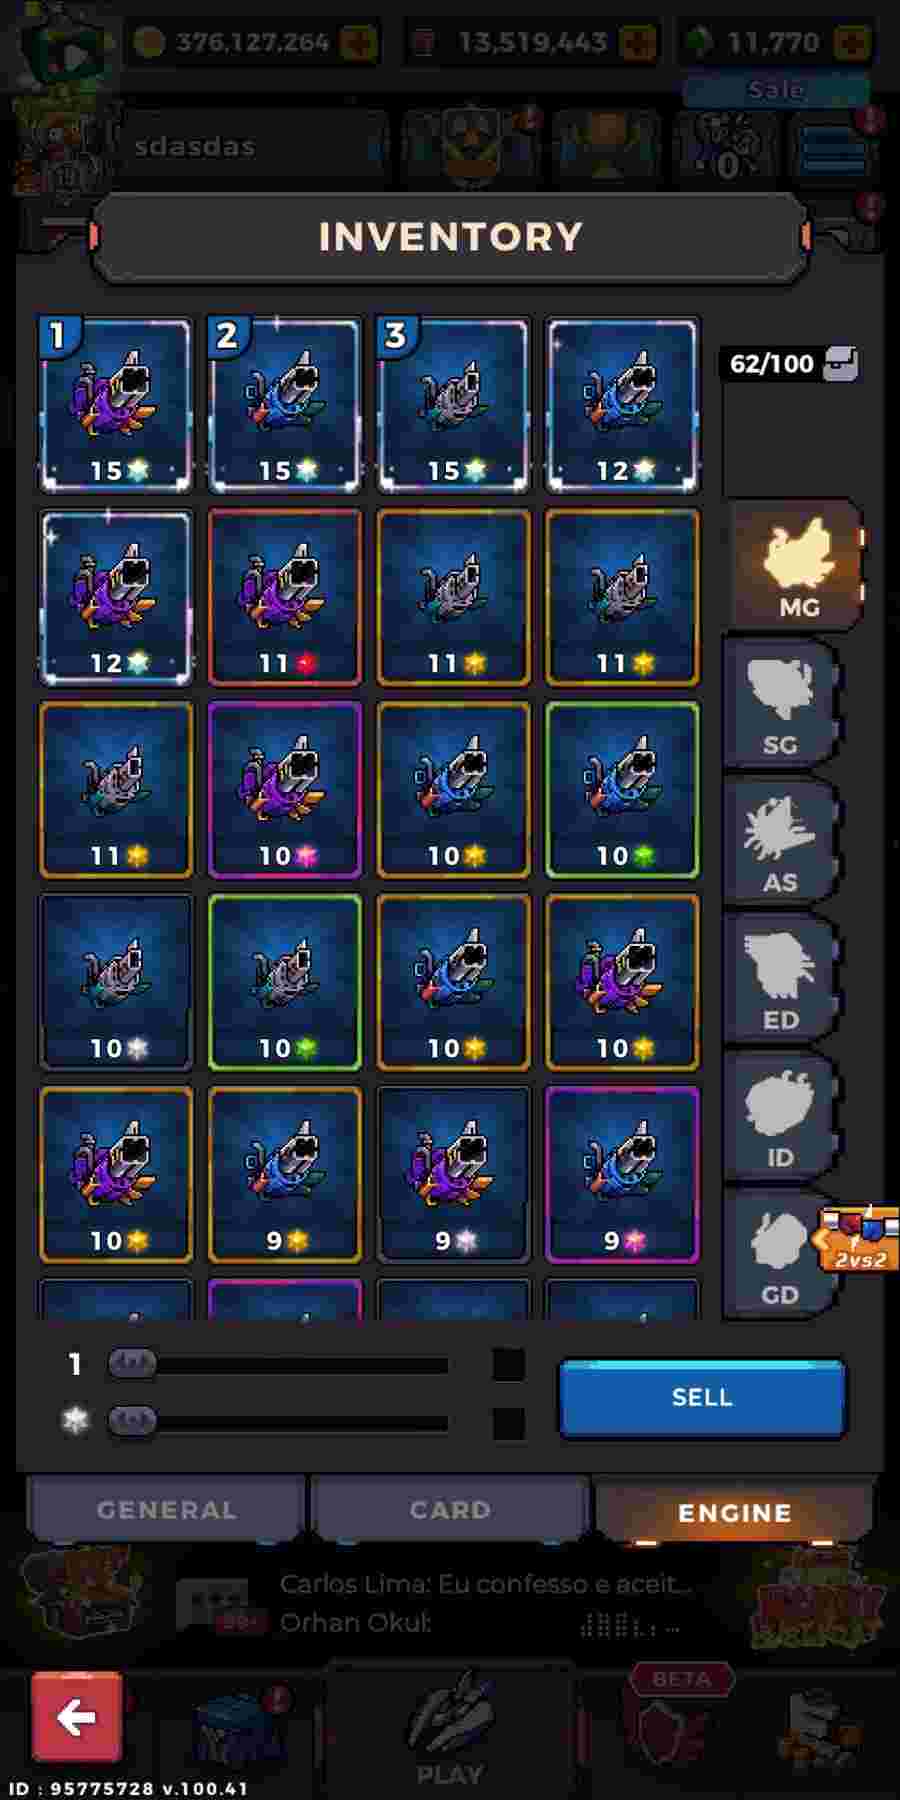 376,127,264
13,519,443
11,770
Sale
sdasdas
0
INVENTORY
1
2
3
15
15
15
12
62/100
12
11
11
11
MG
11
10
10
10
SG
AS
10
10
10
10
ED
10
9
9
9
ID
2vs2
GD
1
SELL
GENERAL
CARD
ENGINE
Carlos Lima: Eu confesso e aceit...
Orhan Okul:
99+
BETA
PLAY
ID : 95775728 v.100.41